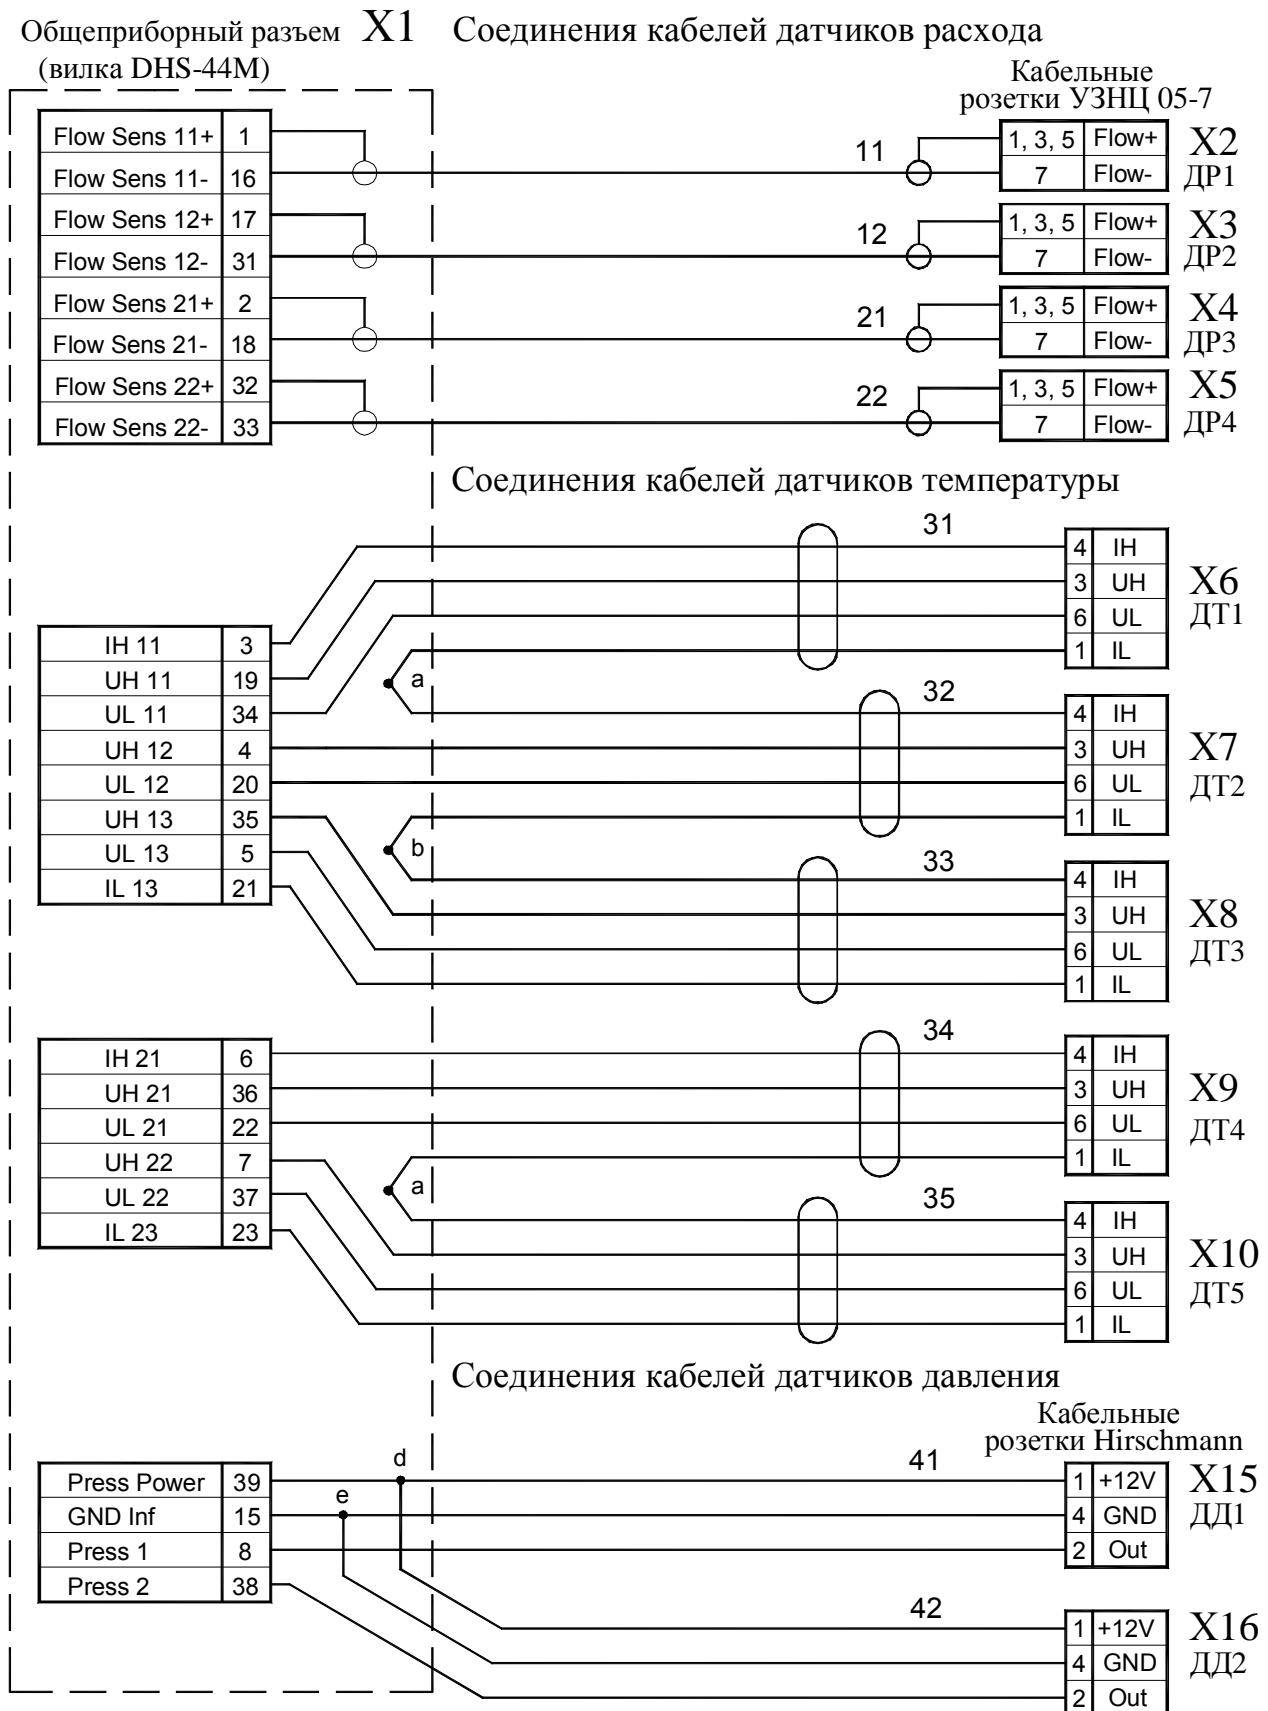 Общеприборный разъем X1
(вилка DHS-44M)
Соединения кабелей датчиков расхода
Кабельные
розетки УЗНЦ 05-7
Flow Sens 11+ 1
Flow Sens 11- 16
Flow Sens 12+ 17
Flow Sens 12- 31
Flow Sens 21+ 2
Flow Sens 21- 18
Flow Sens 22+ 32
Flow Sens 22- 33
11
1, 3, 5 Flow+
7 Flow-
X2
ДР1
12
1, 3, 5 Flow+
7 Flow-
X3
ДР2
21
1, 3, 5 Flow+
7 Flow-
X4
ДР3
22
1, 3, 5 Flow+
7 Flow-
X5
ДР4
Соединения кабелей датчиков температуры
IH 11 3
UH 11 19
UL 11 34
UH 12 4
UL 12 20
UH 13 35
UL 13 5
IL 13 21
31
4 IH
3 UH
6 UL
1 IL
X6
ДТ1
a
32
4 IH
3 UH
6 UL
1 IL
X7
ДТ2
b
33
4 IH
3 UH
6 UL
1 IL
X8
ДТ3
IH 21 6
UH 21 36
UL 21 22
UH 22 7
UL 22 37
IL 23 23
34
4 IH
3 UH
6 UL
1 IL
X9
ДТ4
a
35
4 IH
3 UH
6 UL
1 IL
X10
ДТ5
Соединения кабелей датчиков давления
Кабельные
розетки Hirschmann
Press Power 39
GND Inf 15
Press 1 8
Press 2 38
d
e
41
1 +12V
4 GND
2 Out
X15
ДД1
42
1 +12V
4 GND
2 Out
X16
ДД2